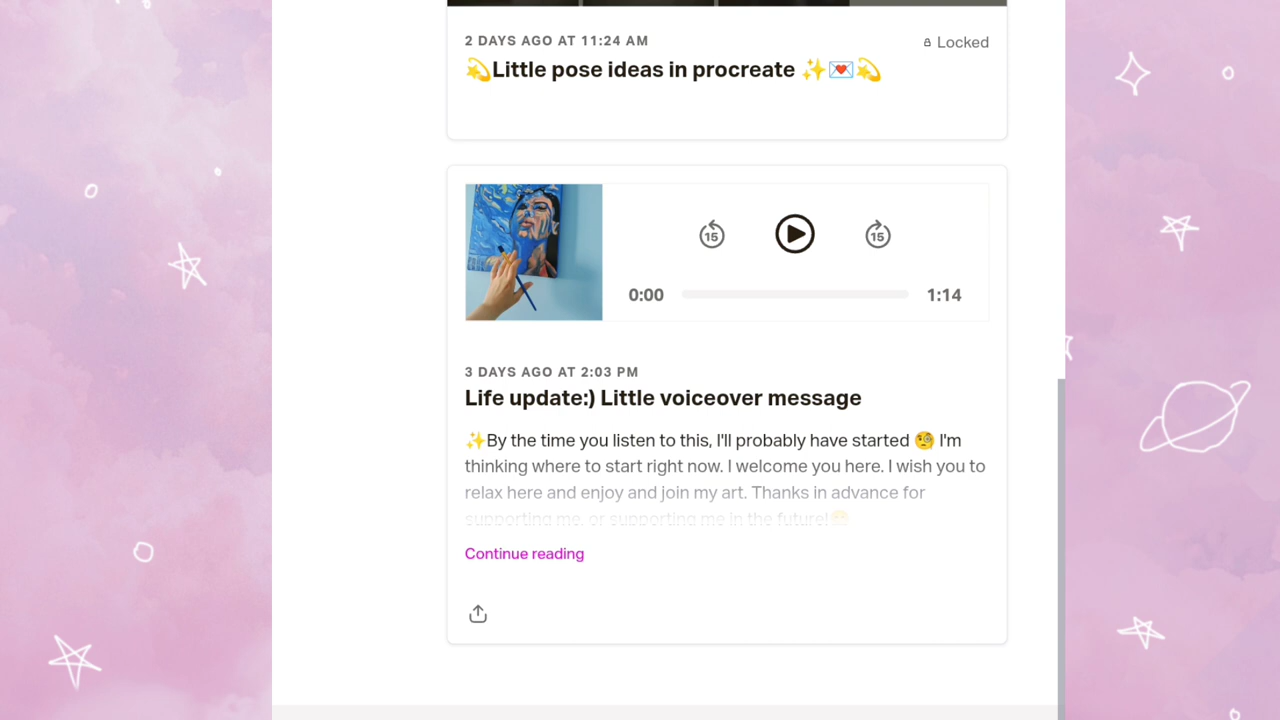 2 DAYS AGO AT 11:24 AM
Locked
💫Little pose ideas in procreate ✨💌💫
15
15
0:00
1:14
3 DAYS AGO AT 2:03 PM
Life update:) Little voiceover message
✨By the time you listen to this, I'll probably have started 🧐 I'm
thinking where to start right now. I welcome you here. I wish you to
relax here and enjoy and join my art. Thanks in advance for
supporting me, or supporting me in the future!😁
Continue reading